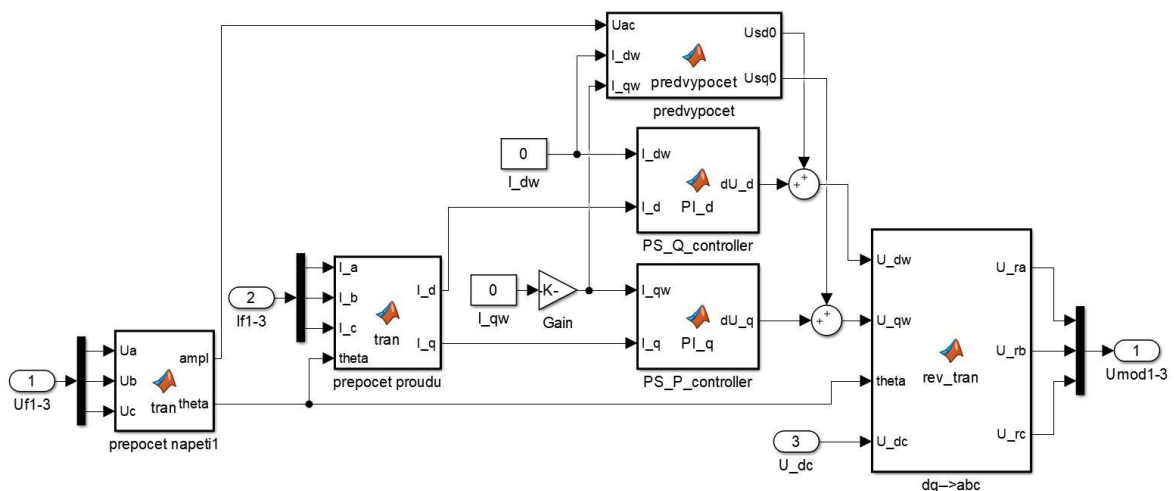 Uac
I_dw
I_qw
predvypocet
Usd0
Usq0
predvypocet
0
I_dw
I_dw
I_d
PI_d
dU_d
PS_Q_controller
+
+
0
I_qw
-K-
Gain
I_qw
I_q
PI_q
dU_q
PS_P_controller
+
+
2
If1-3
I_a
I_b
I_c
theta
tran
I_d
I_q
prepocet proudu
1
Uf1-3
Ua
Ub
Uc
tran
ampl
theta
prepocet napeti1
3
U_dc
U_dw
U_qw
theta
U_dc
rev_tran
U_ra
U_rb
U_rc
dq-->abc
1
Umod1-3